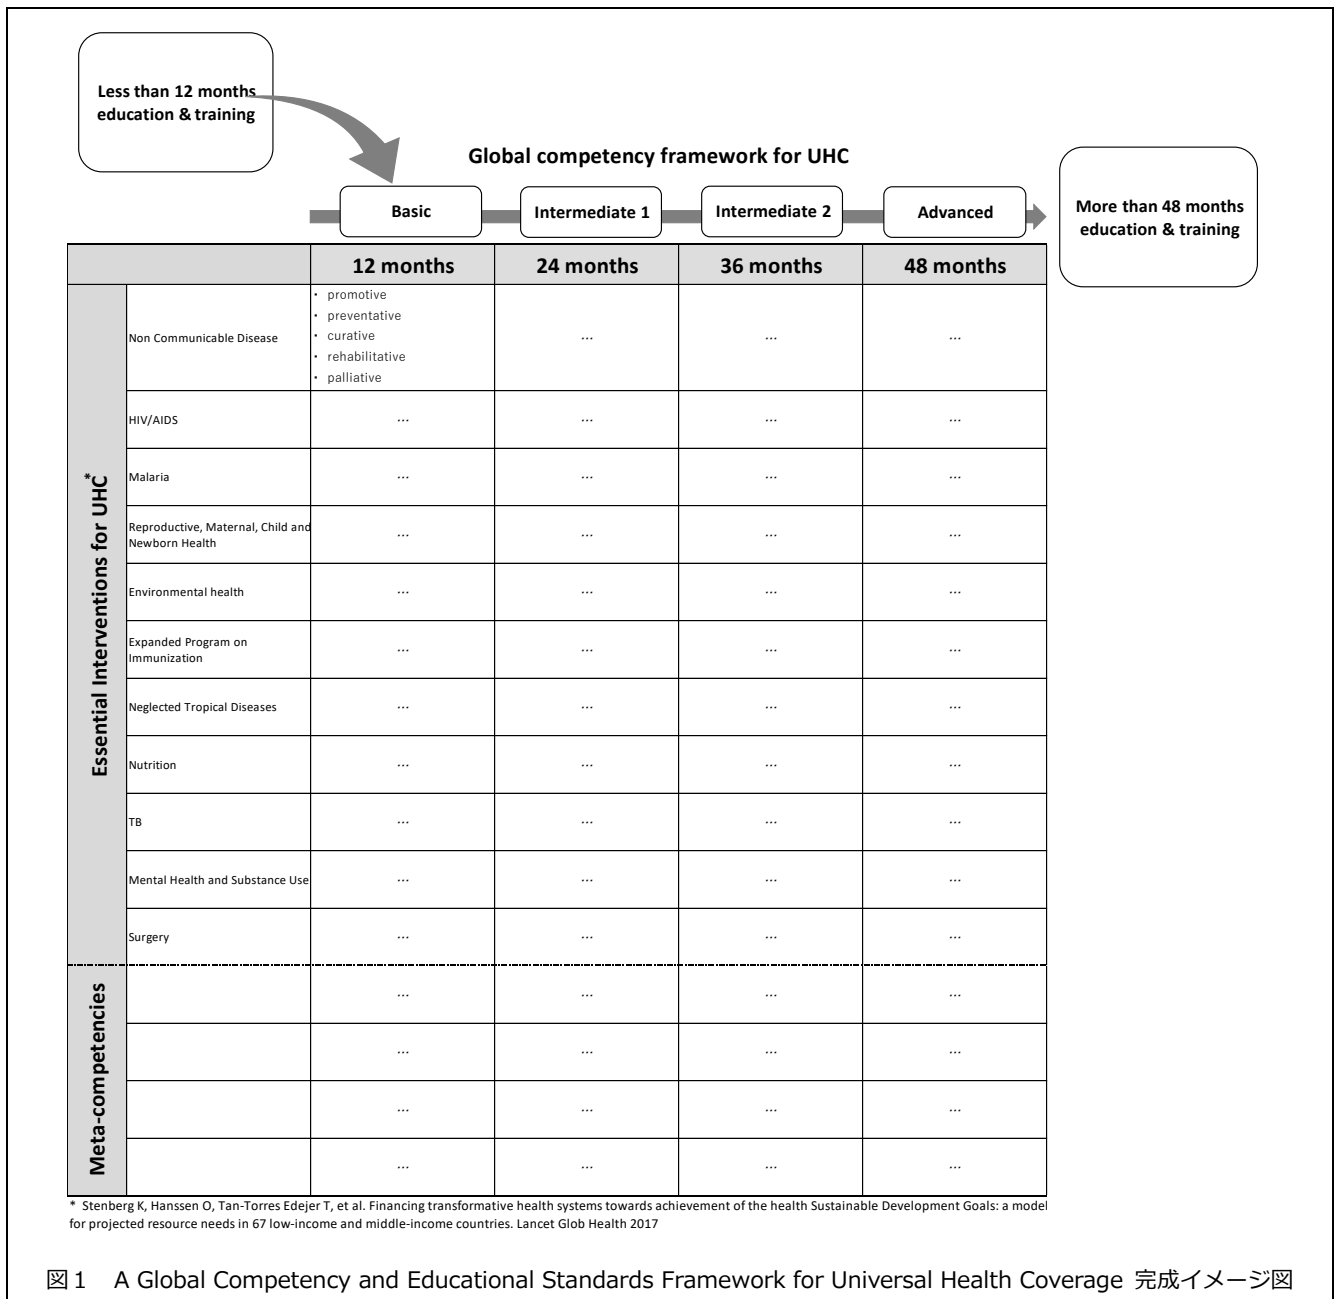 Less than 12 months
education & training
Global competency framework for UHC
Basic
Intermediate 1
Intermediate 2
Advanced
More than 48 months
education & training
12 months
24 months
36 months
48 months
Essential Interventions for UHC*
Non Communicable Disease
・ promotive
・ preventative
・ curative
・ rehabilitative
・ palliative
... ... ...
HIV/AIDS
... ... ... ...
Malaria
... ... ... ...
Reproductive, Maternal, Child and
Newborn Health
... ... ... ...
Environmental health
... ... ... ...
Expanded Program on
Immunization
... ... ... ...
Neglected Tropical Diseases
... ... ... ...
Nutrition
... ... ... ...
TB
... ... ... ...
Mental Health and Substance Use
... ... ... ...
Surgery
... ... ... ...
Meta-competencies
... ... ... ...
... ... ... ...
... ... ... ...
... ... ... ...
* Stenberg K, Hanssen O, Tan-Torres Edejer T, et al. Financing transformative health systems towards achievement of the health Sustainable Development Goals: a model
for projected resource needs in 67 low-income and middle-income countries. Lancet Glob Health 2017
図1 A Global Competency and Educational Standards Framework for Universal Health Coverage 完成イメージ図